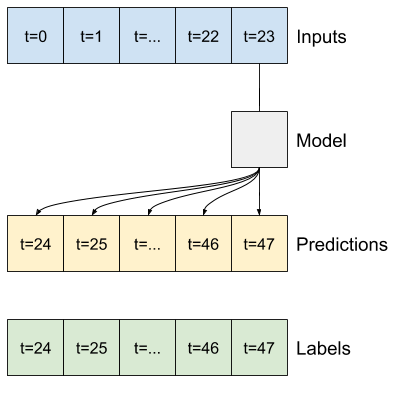 t=0 t=1 t=... t=22 t=23 Inputs
Model
t=24 t=25 t=... t=46 t=47 Predictions
t=24 t=25 t=... t=46 t=47 Labels